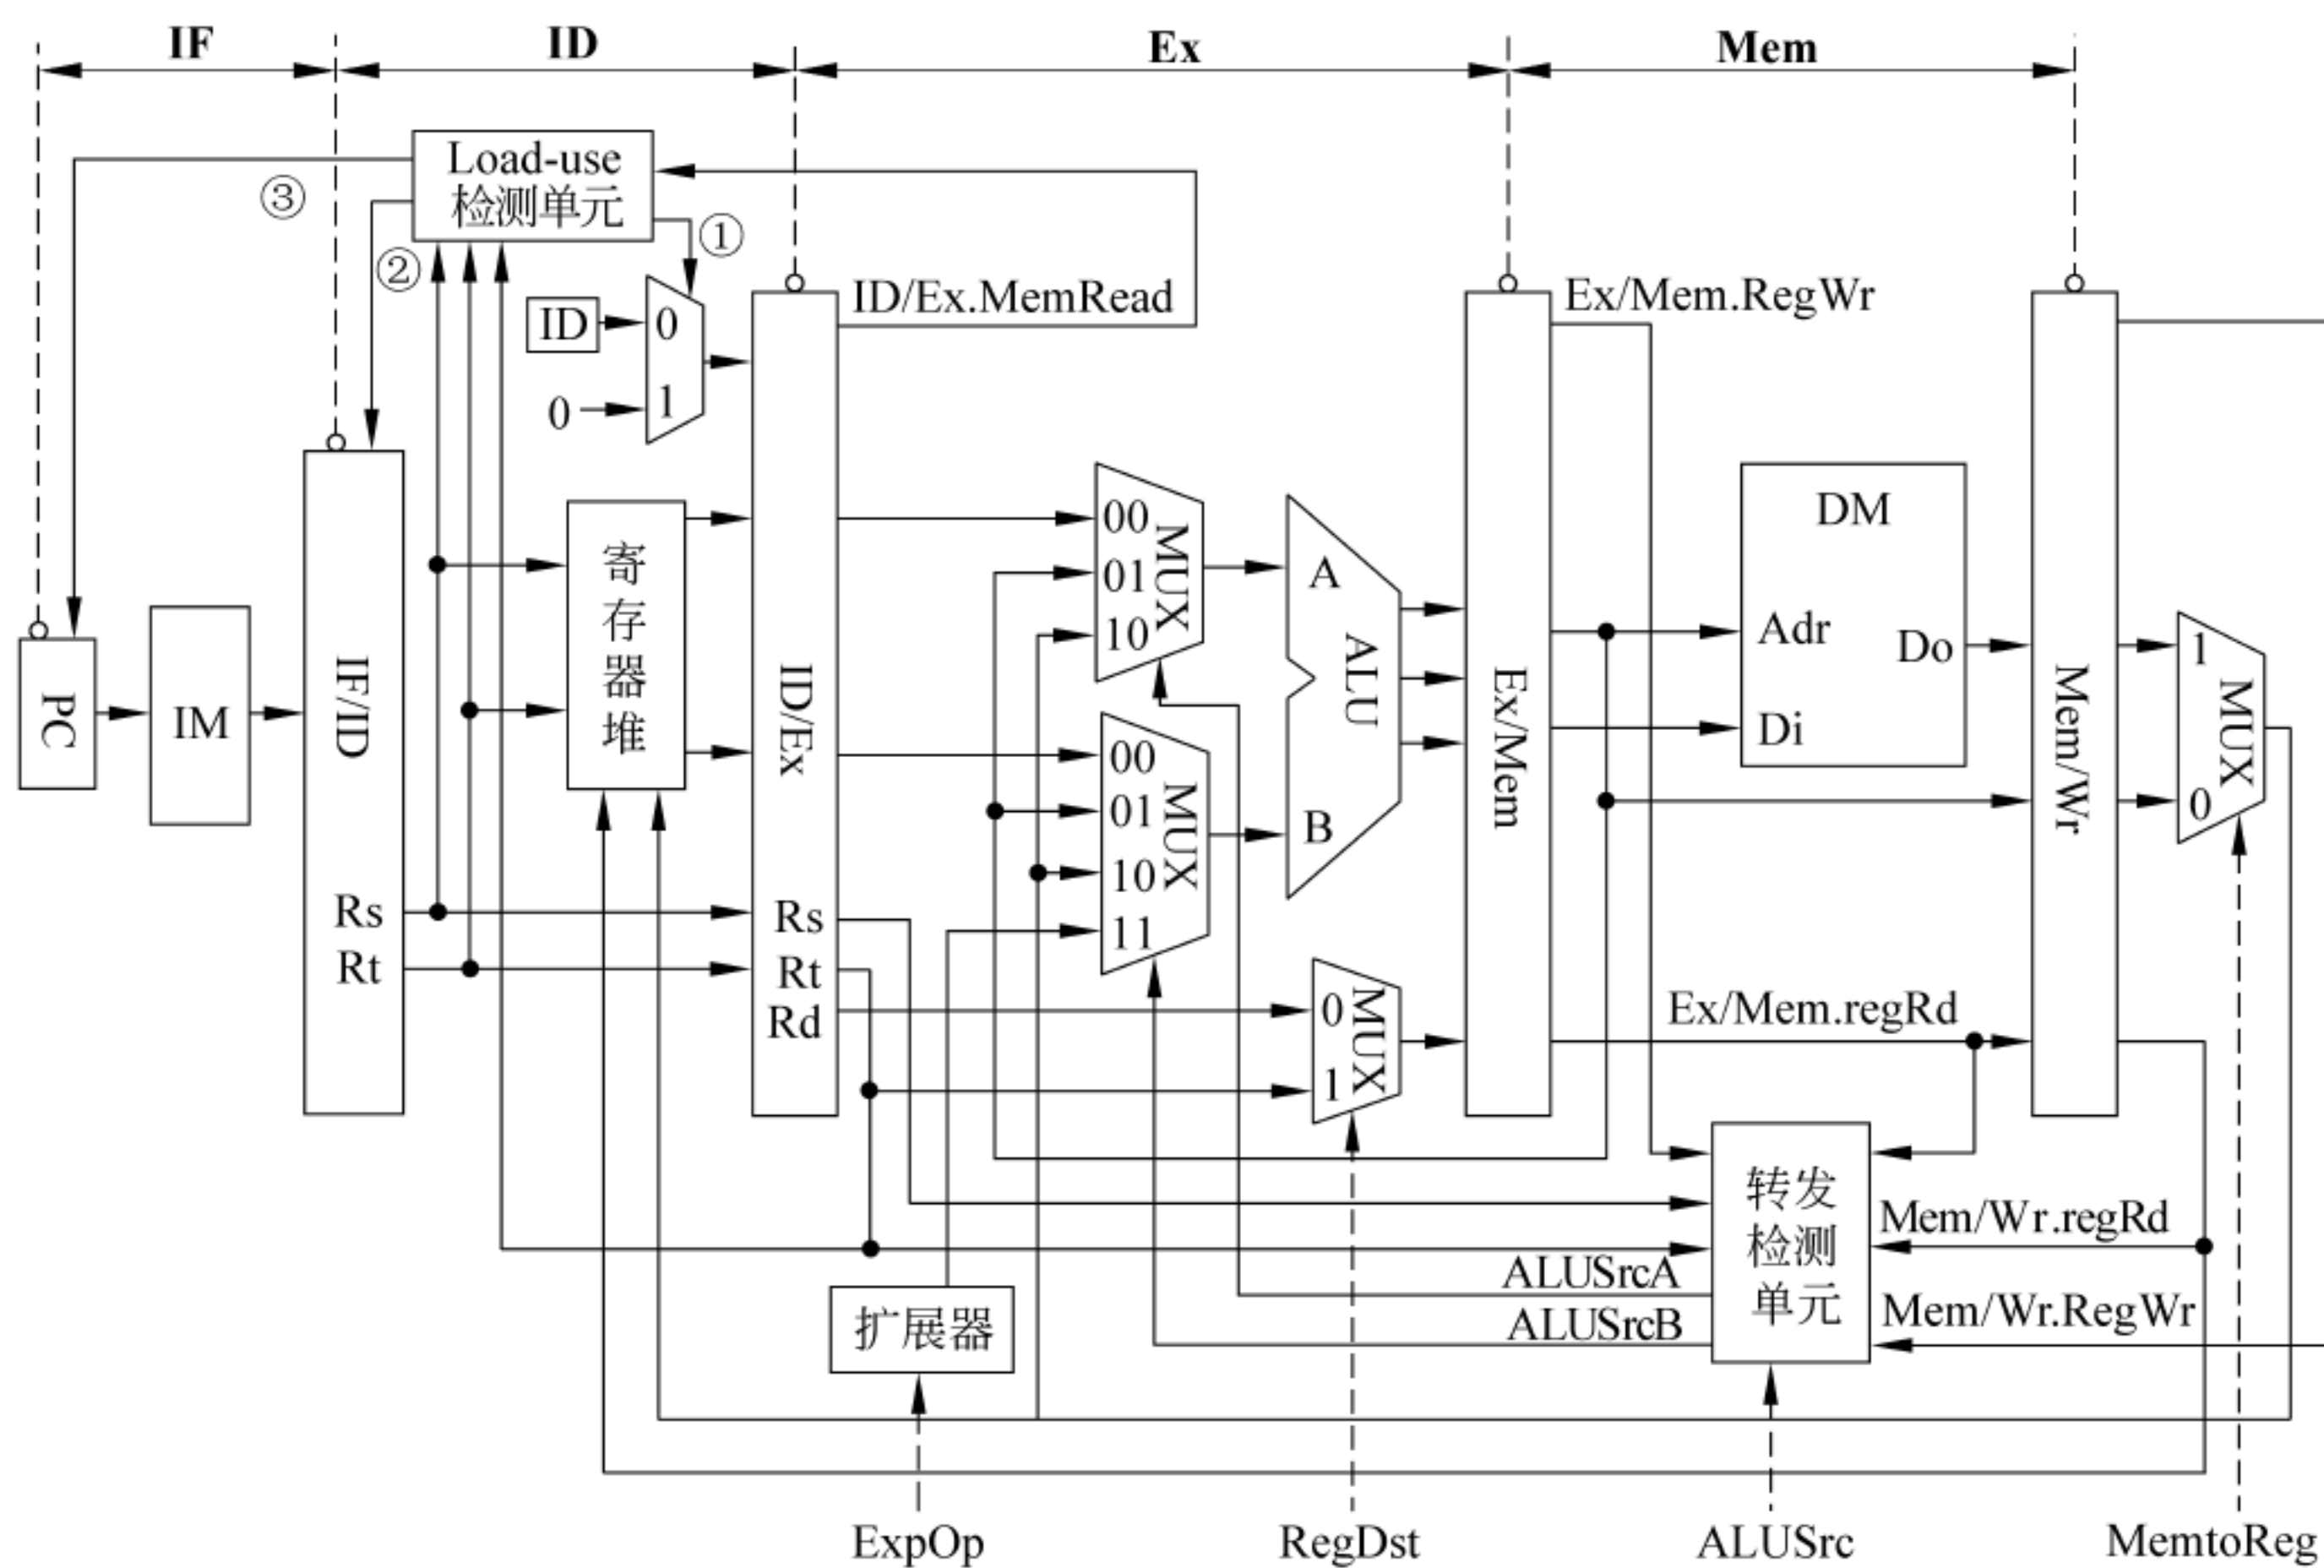 IF
ID
Ex
Mem
Load-use
检测单元
③
①
②
ID
0
0
1
ID/Ex.MemRead
Ex/Mem.RegWr
PC
IM
IF/ID
Rs
Rt
寄存器堆
ID/Ex
Rs
Rt
Rd
00
01
10
MUX
00
01
10
11
MUX
A
B
ALU
0
1
MUX
Ex/Mem
DM
Adr
Do
Di
Mem/Wr
1
0
MUX
Ex/Mem.regRd
转发
检测
单元
Mem/Wr.regRd
Mem/Wr.RegWr
ALUSrcA
ALUSrcB
扩展器
ExpOp
RegDst
ALUSrc
MemtoReg